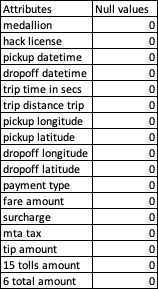 Attributes Null values
medallion 0
hack license 0
pickup datetime 0
dropoff datetime 0
trip time in secs 0
trip distance trip 0
pickup longitude 0
pickup latitude 0
dropoff longitude 0
dropoff latitude 0
payment type 0
fare amount 0
surcharge 0
mta tax 0
tip amount 0
15 tolls amount 0
6 total amount 0